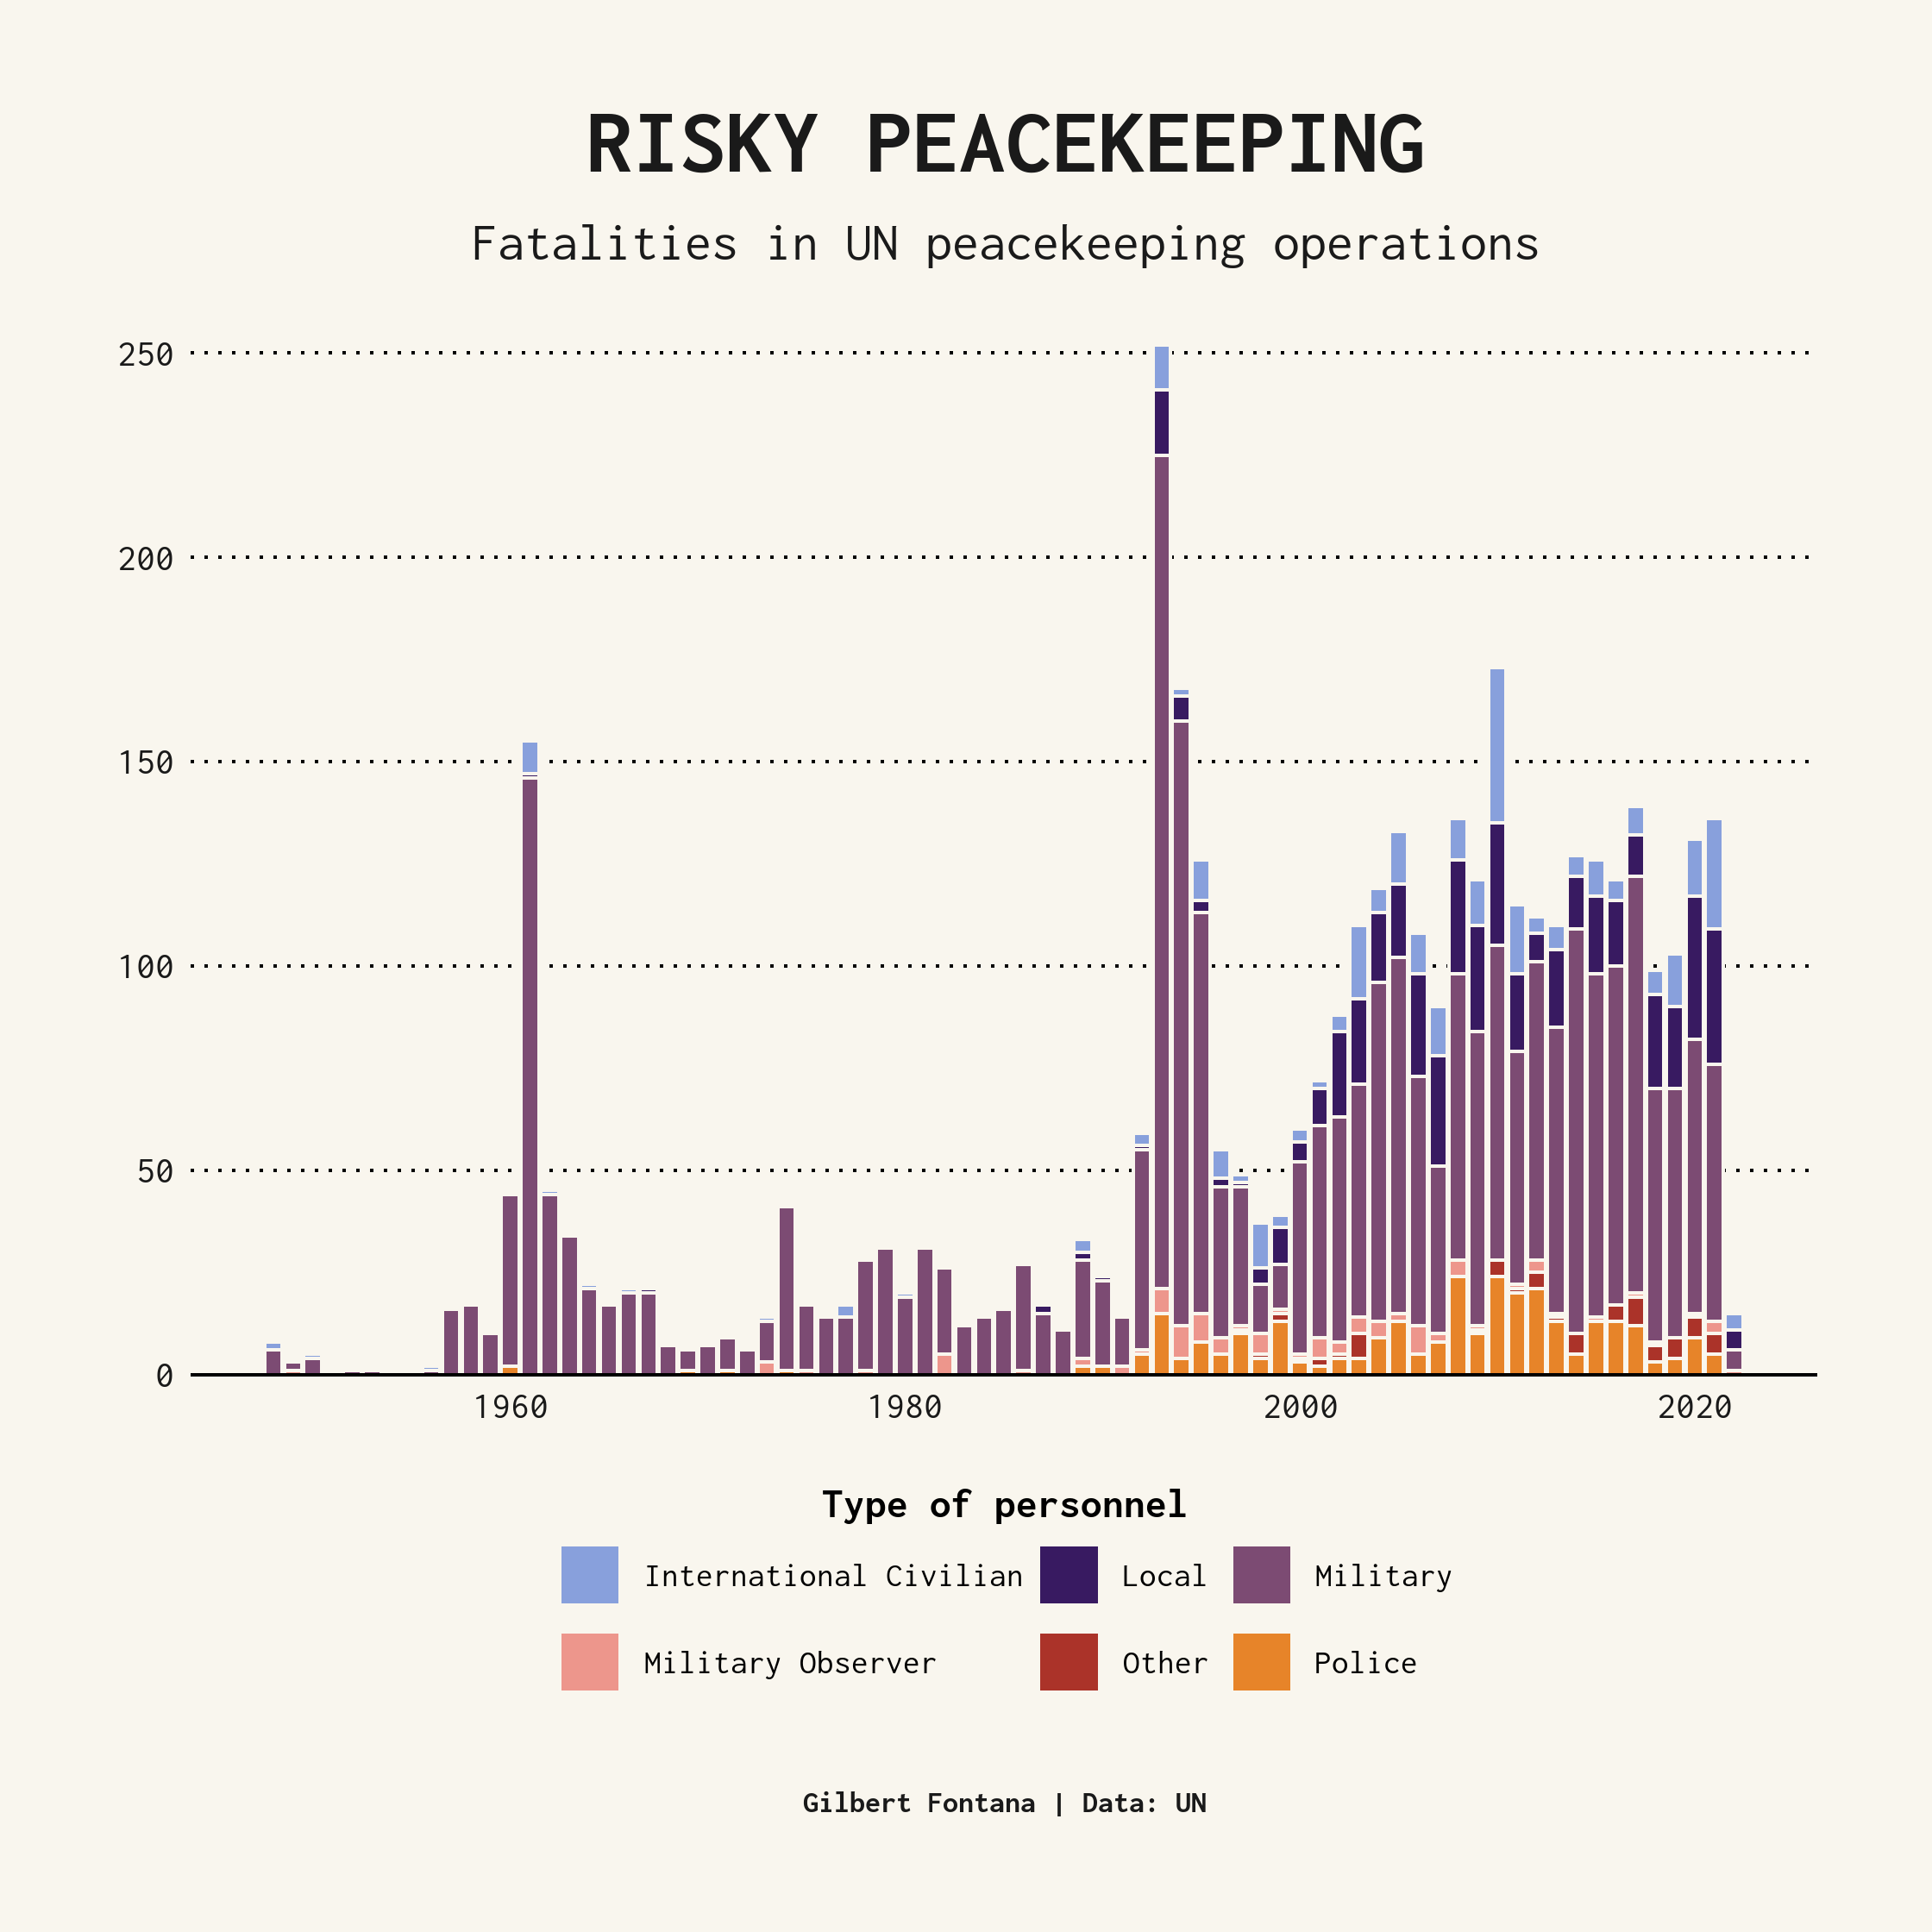 RISKY PEACEKEEPING
Fatalities in UN peacekeeping operations
250
200
150
100
50
0
1960 1980 2000 2020
Type of personnel
International Civilian Local Military
Military Observer Other Police
Gilbert Fontana | Data: UN